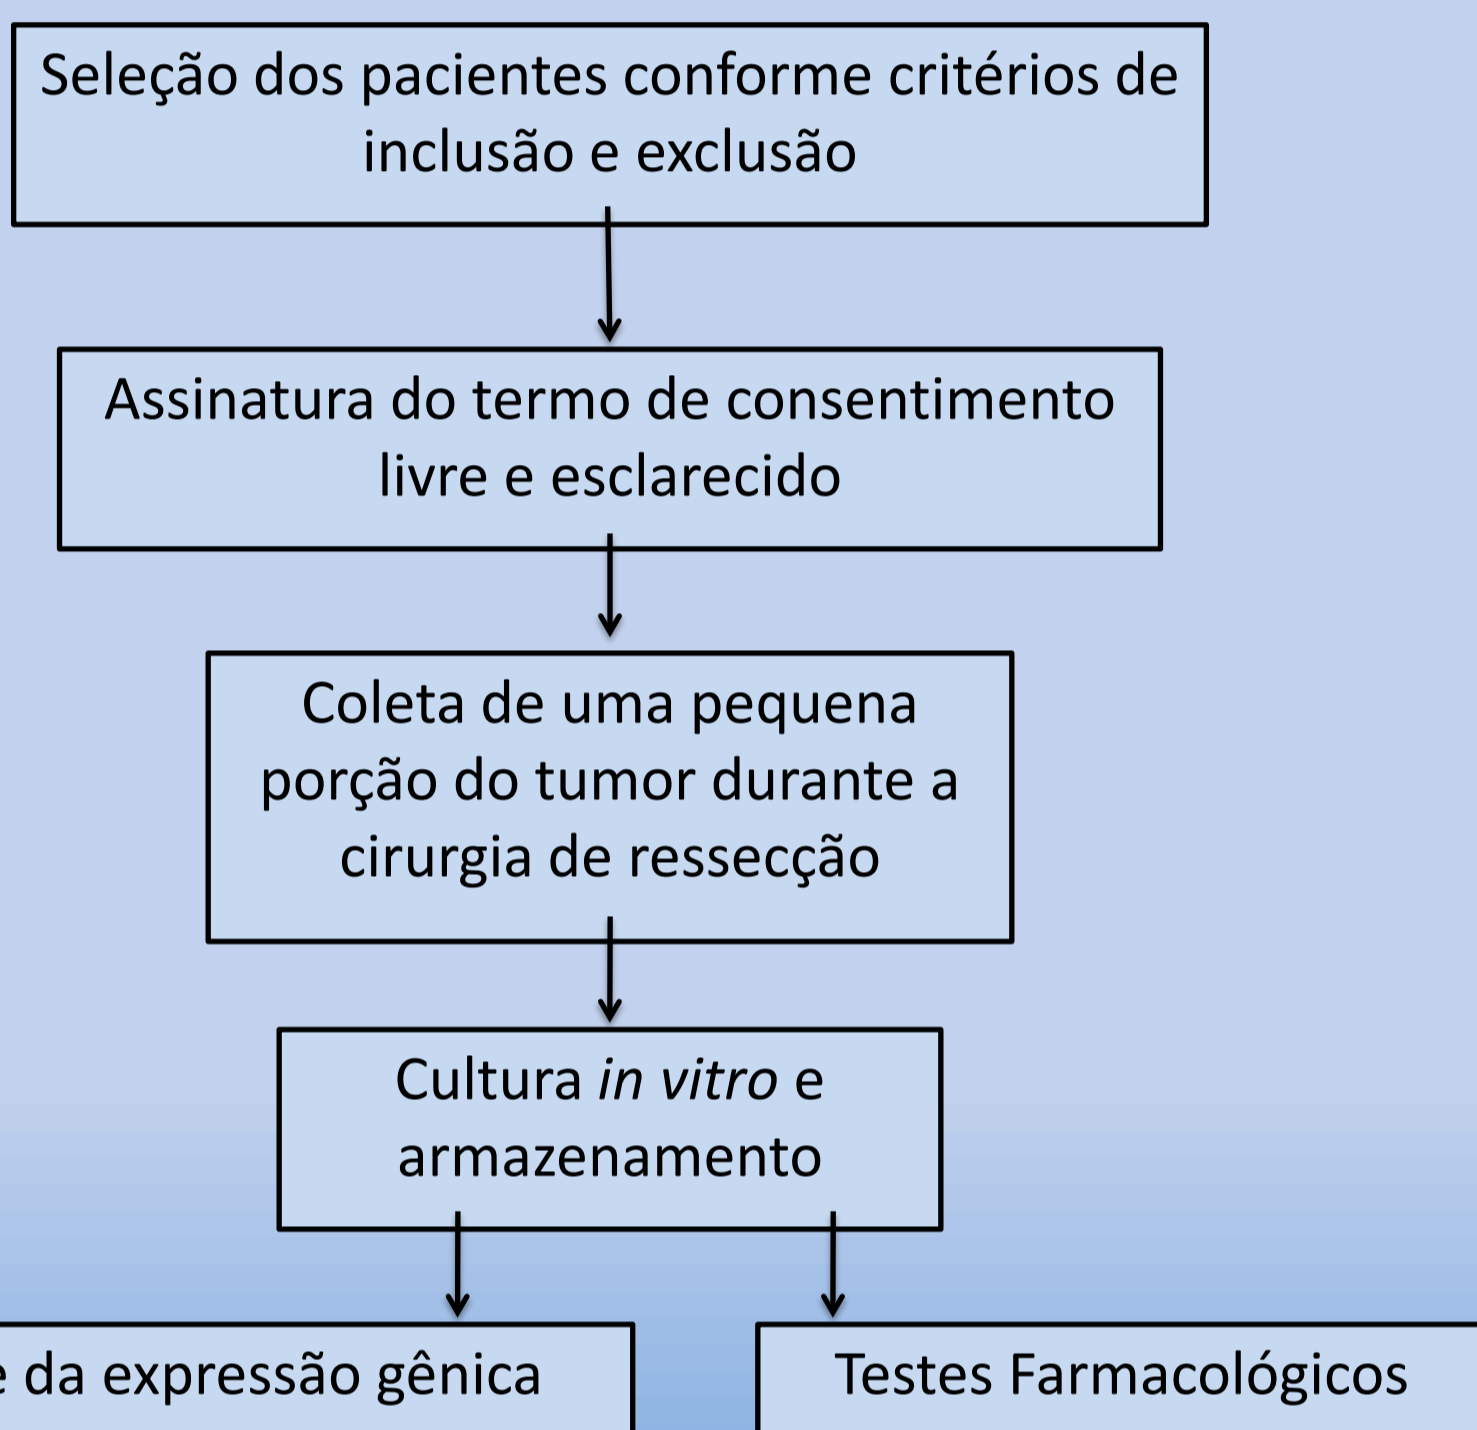 Seleção dos pacientes conforme critérios de
inclusão e exclusão
Assinatura do termo de consentimento
livre e esclarecido
Coleta de uma pequena
porção do tumor durante a
cirurgia de ressecção
Cultura in vitro e
armazenamento
da expressão gênica
Testes Farmacológicos